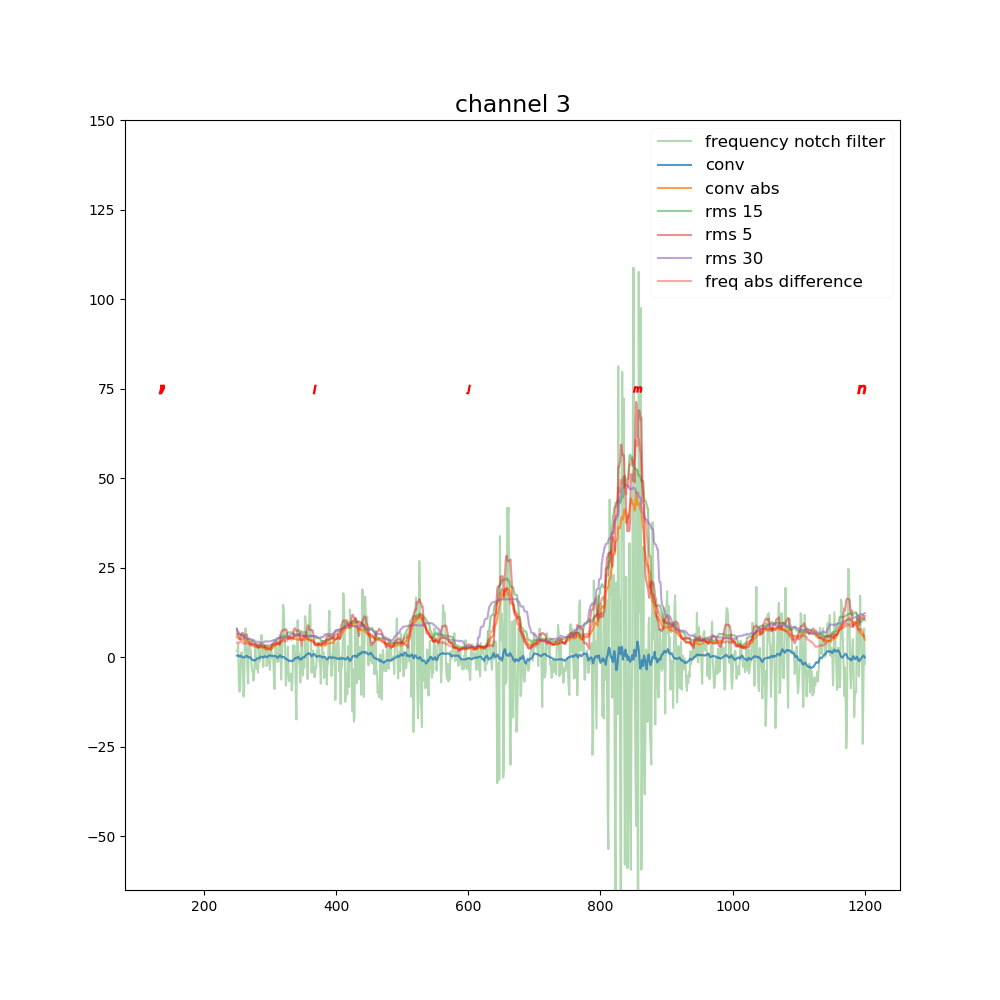 channel 3
150
125
100
75
50
25
0
−25
−50
200
400
600
800
1000
1200
frequency notch filter
conv
conv abs
rms 15
rms 5
rms 30
freq abs difference
m
n